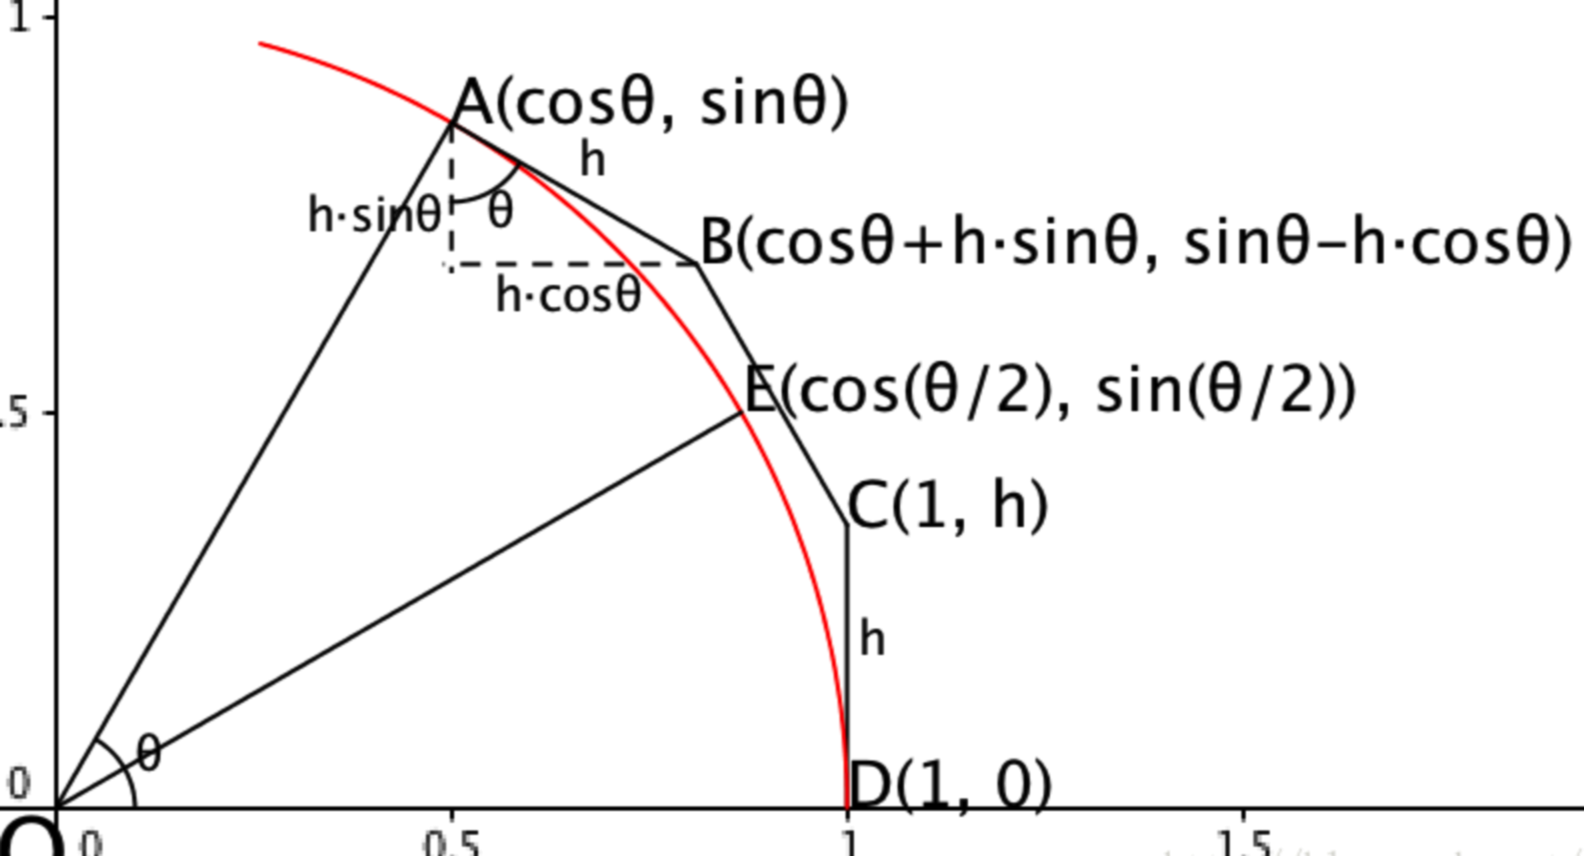 1
A(cosθ, sinθ)
h
h·sinθ
θ
B(cosθ+h·sinθ, sinθ-h·cosθ)
h·cosθ
E(cos(θ/2), sin(θ/2))
.5
C(1, h)
h
θ
0
D(1, 0)
O
0
0.5
1
1.5